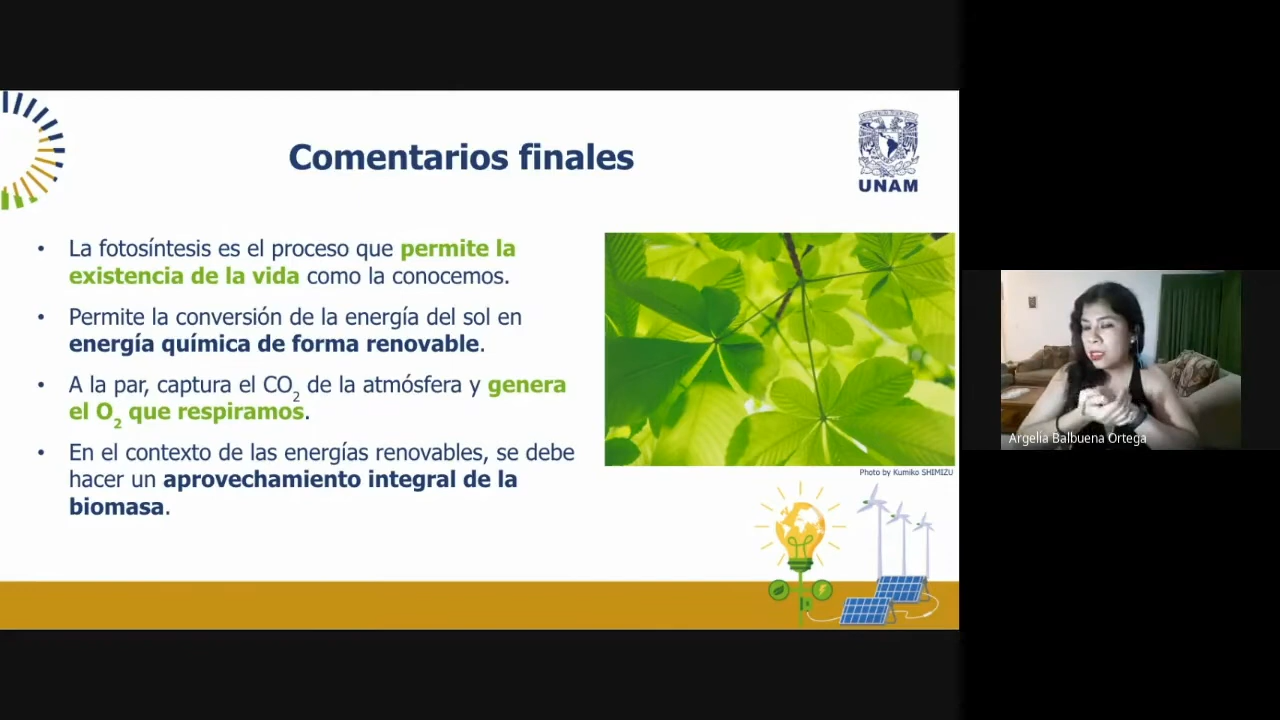 Comentarios finales
UNAM
• La fotosíntesis es el proceso que permite la
existencia de la vida como la conocemos.
• Permite la conversión de la energía del sol en
energía química de forma renovable.
• A la par, captura el CO2 de la atmósfera y genera
el O2 que respiramos.
• En el contexto de las energías renovables, se debe
hacer un aprovechamiento integral de la
biomasa.
Photo by Kumiko SHIMIZU
Argelia Balbuena Ortega